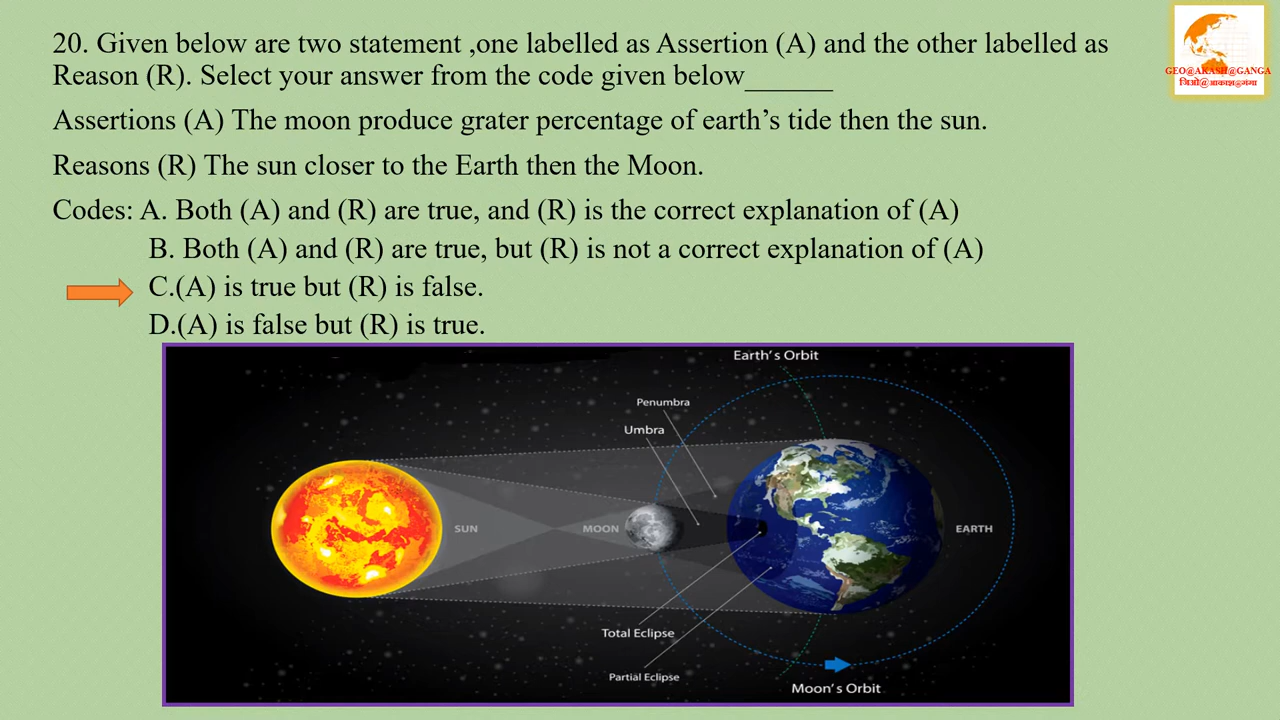 20. Given below are two statement ,one labelled as Assertion (A) and the other labelled as
Reason (R). Select your answer from the code given below______
Assertions (A) The moon produce grater percentage of earth’s tide then the sun.
Reasons (R) The sun closer to the Earth then the Moon.
Codes: A. Both (A) and (R) are true, and (R) is the correct explanation of (A)
B. Both (A) and (R) are true, but (R) is not a correct explanation of (A)
C.(A) is true but (R) is false.
D.(A) is false but (R) is true.
GEO@AKASH@GANGA
जिओ@आकाश@गंगा
Earth's Orbit
Penumbra
Umbra
SUN
MOON
EARTH
Total Eclipse
Partial Eclipse
Moon's Orbit